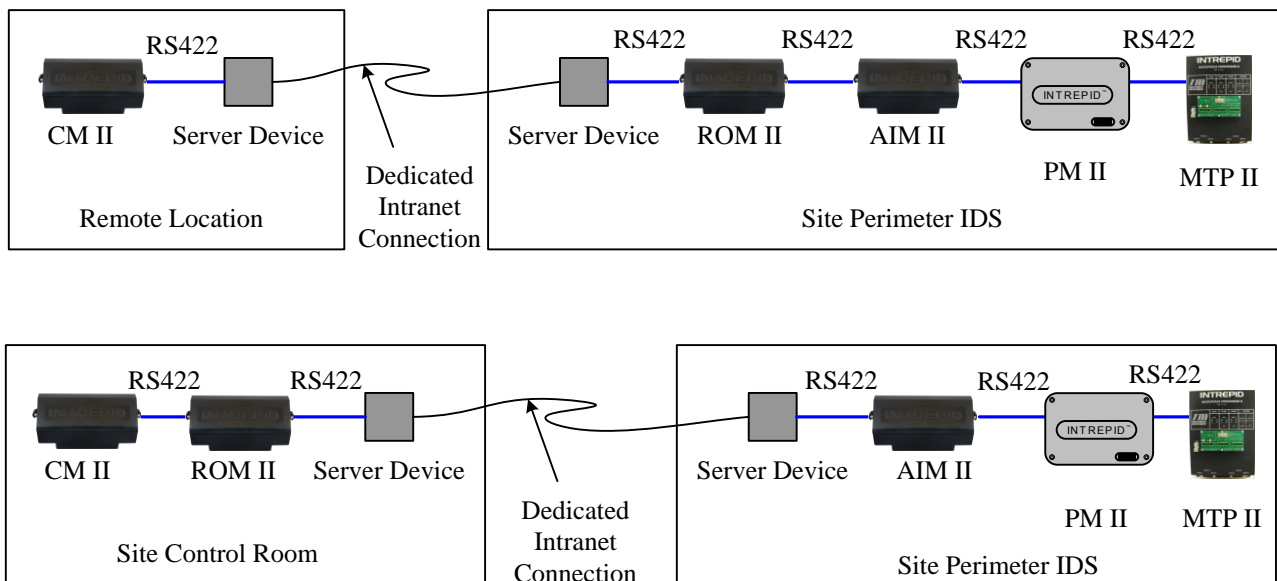 RS422
RS422
RS422
RS422
RS422
INTREPID
INTREPID™
CM II
Server Device
Server Device
ROM II
AIM II
PM II
MTP II
Dedicated
Intranet
Connection
Remote Location
Site Perimeter IDS
RS422
RS422
RS422
RS422
RS422
INTREPID
INTREPID™
CM II
ROM II
Server Device
Server Device
AIM II
PM II
MTP II
Dedicated
Intranet
Connection
Site Control Room
Site Perimeter IDS